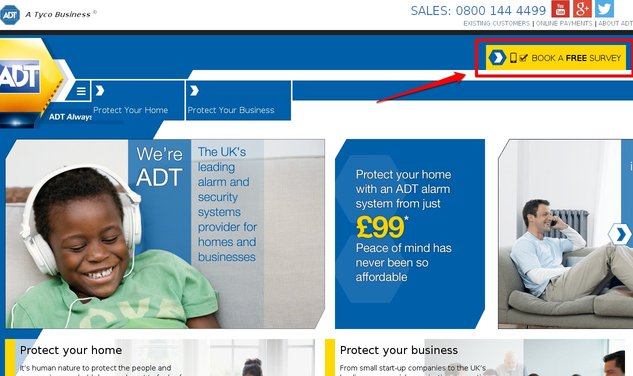 ADT
A Tyco Business ©
SALES: 0800 144 4499
You Tube
g+
EXISTING CUSTOMERS | ONLINE PAYMENTS | ABOUT ADT
BOOK A FREE SURVEY
ADT
Protect Your Home
Protect Your Business
ADT Always
We're
ADT
The UK's
leading
alarm and
security
systems
provider for
homes and
businesses
Protect your home
with an ADT alarm
system from just
£99*
Peace of mind has
never been so
affordable
i
Protect your home
It's human nature to protect the people and
Protect your business
From small start-up companies to the UK's